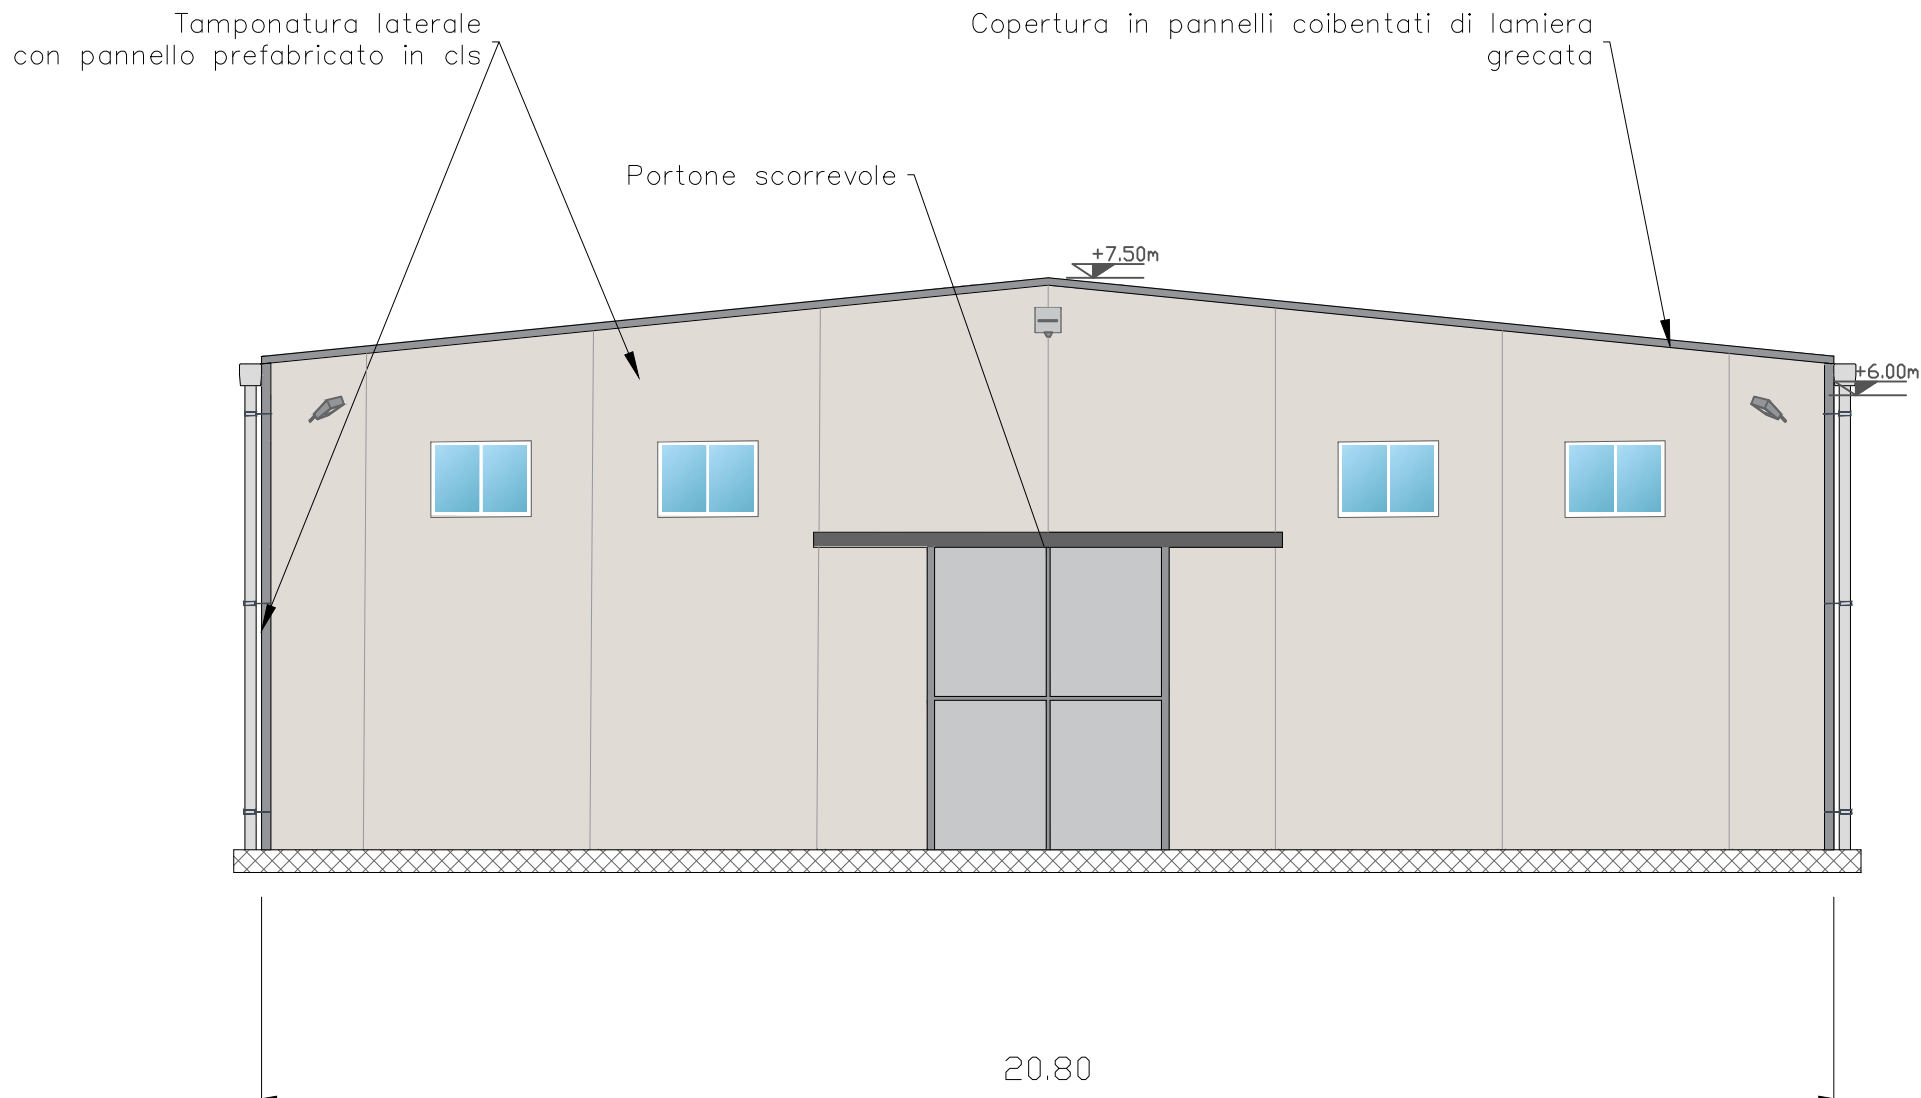 Tamponatura laterale
con pannello prefabricato in cls
Copertura in pannelli coibentati di lamiera
grecata
Portone scorrevole
+7.50m
+6.00m
20.80